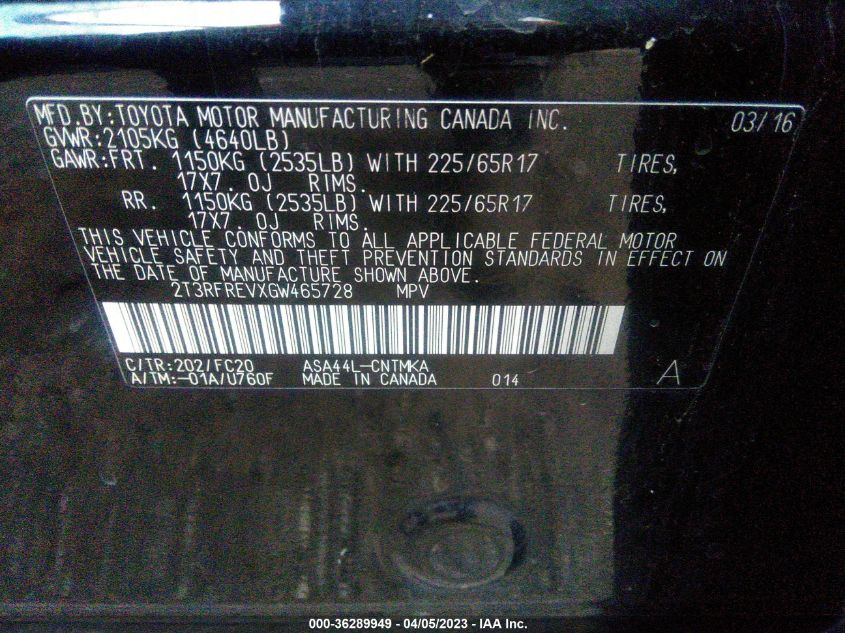 MFD.BY:TOYOTA MOTOR MANUFACTURING CANADA INC. 03/16
GVWR:2105KG (4640LB)
GAWR:FRT. 1150KG (2535LB) WITH 225/65R17 TIRES,
17X7.0J RIMS.
RR. 1150KG (2535LB) WITH 225/65R17 TIRES,
17X7.0J RIMS.
THIS VEHICLE CONFORMS TO ALL APPLICABLE FEDERAL MOTOR
VEHICLE SAFETY AND THEFT PREVENTION STANDARDS IN EFFECT ON
THE DATE OF MANUFACTURE SHOWN ABOVE.
2T3RFREVXGW465728 MPV
C/TR:202/FC20 ASA44L-CNTMKA
A/TM:-01A/U760F MADE IN CANADA 014 A
000-36289949 - 04/05/2023 - IAA Inc.